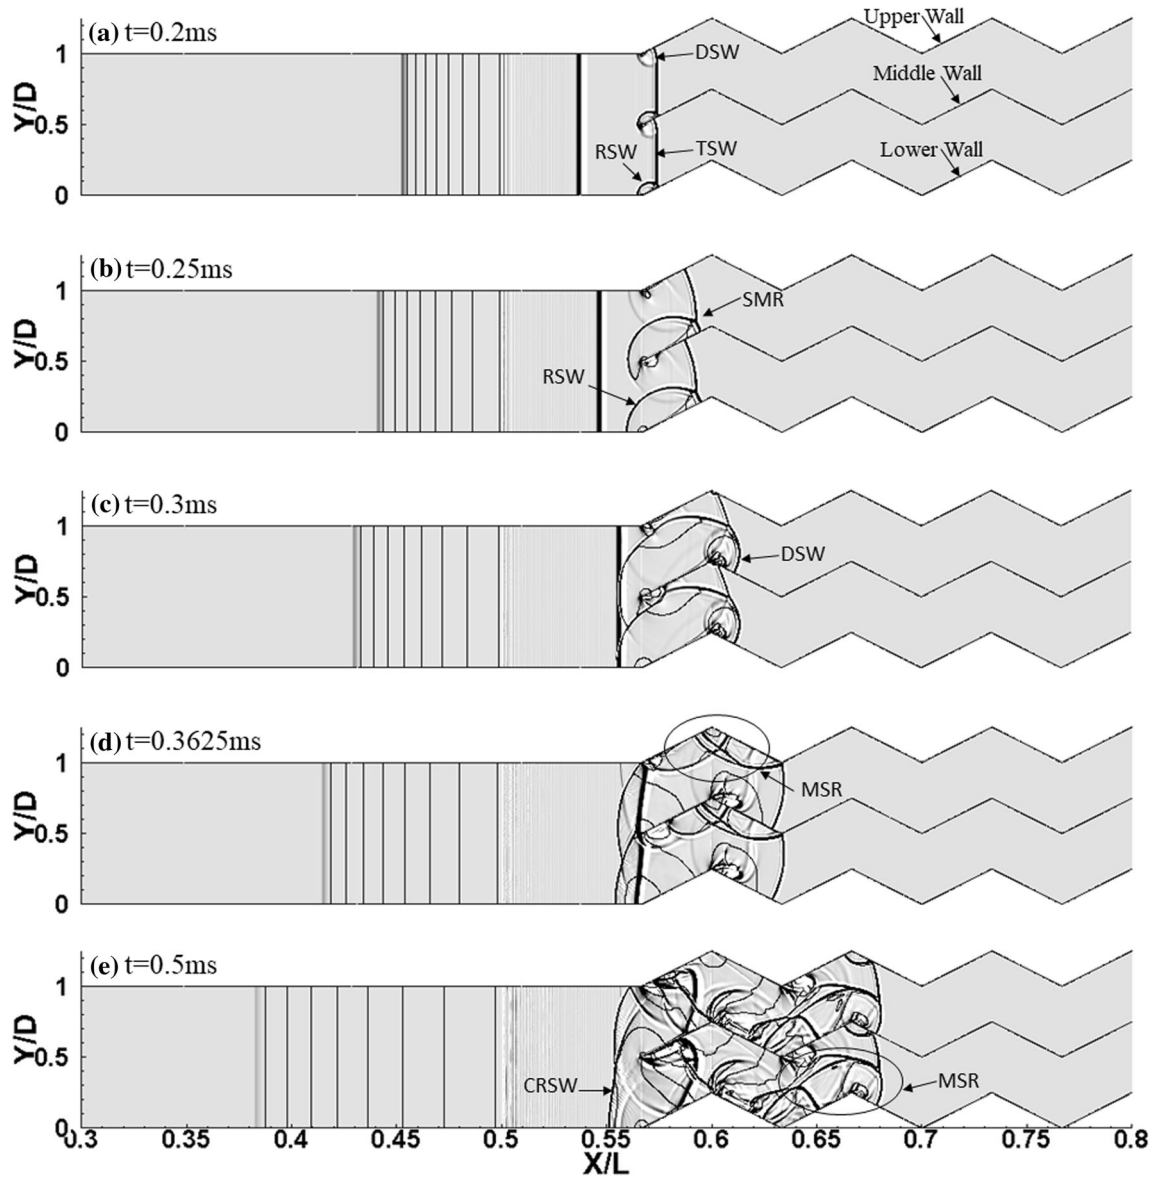 (a) t=0.2ms
Upper Wall
Middle Wall
Lower Wall
DSW
RSW
TSW
Y/D
1
0.5
0
(b) t=0.25ms
SMR
RSW
Y/D
1
0.5
0
(c) t=0.3ms
DSW
Y/D
1
0.5
0
(d) t=0.3625ms
MSR
Y/D
1
0.5
0
(e) t=0.5ms
CRSW
MSR
Y/D
1
0.5
0
0.3 0.35 0.4 0.45 0.5 0.55 0.6 0.65 0.7 0.75 0.8
X/L